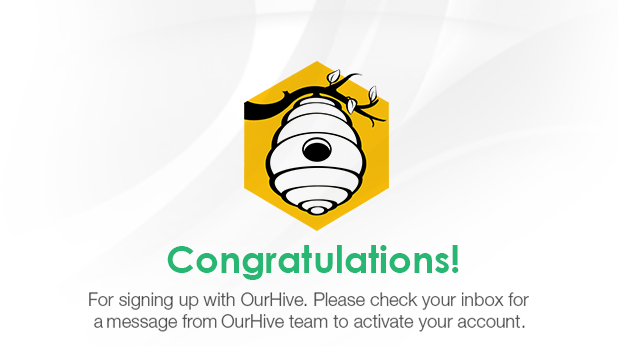 Congratulations!
For signing up with OurHive. Please check your inbox for
a message from OurHive team to activate your account.